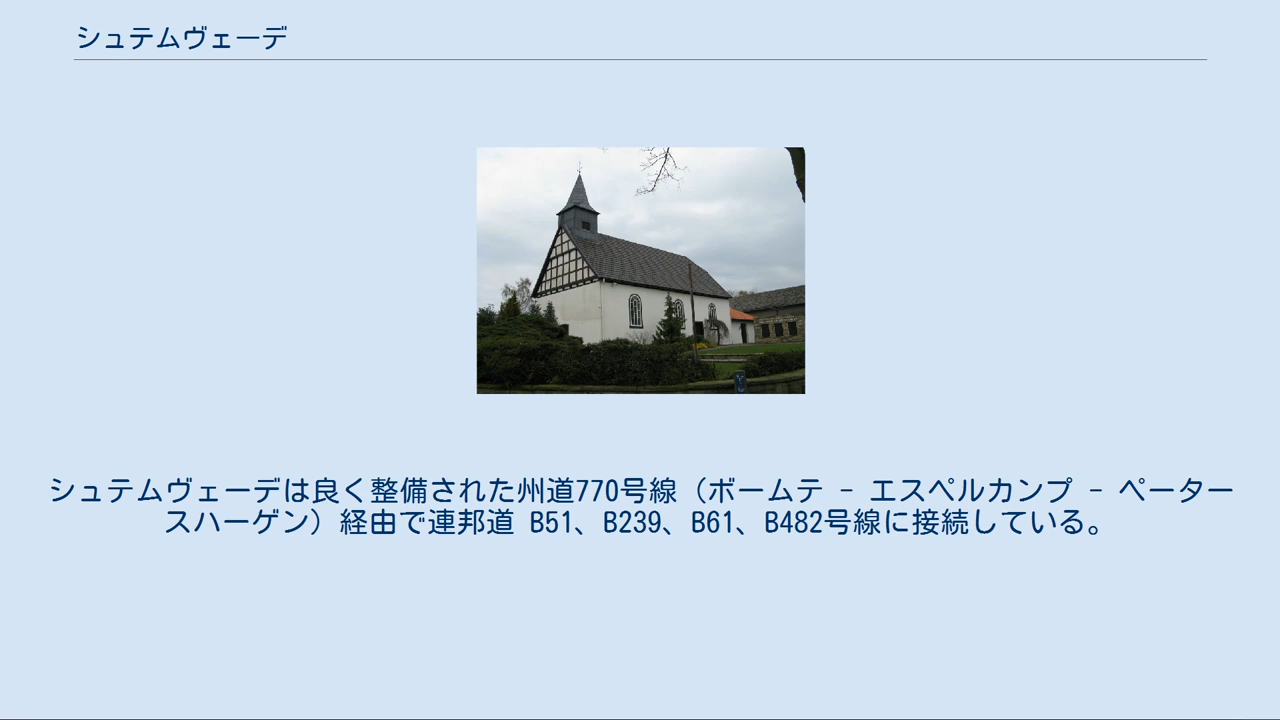 シュテムヴェーデ
シュテムヴェーデは良く整備された州道770号線（ボームテ - エスペルカンプ - ペーター
スハーゲン）経由で連邦道 B51、B239、B61、B482号線に接続している。